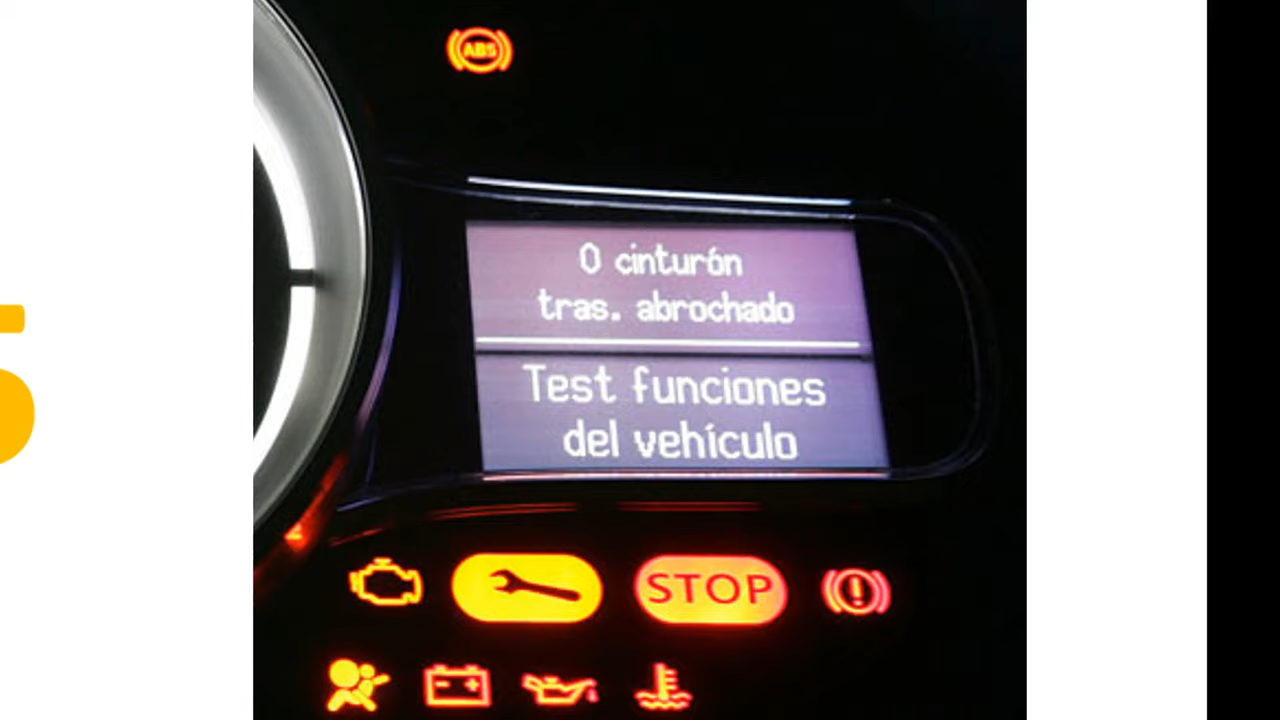 ABS
0 cinturón
tras. abrochado
Test funciones
del vehículo
STOP